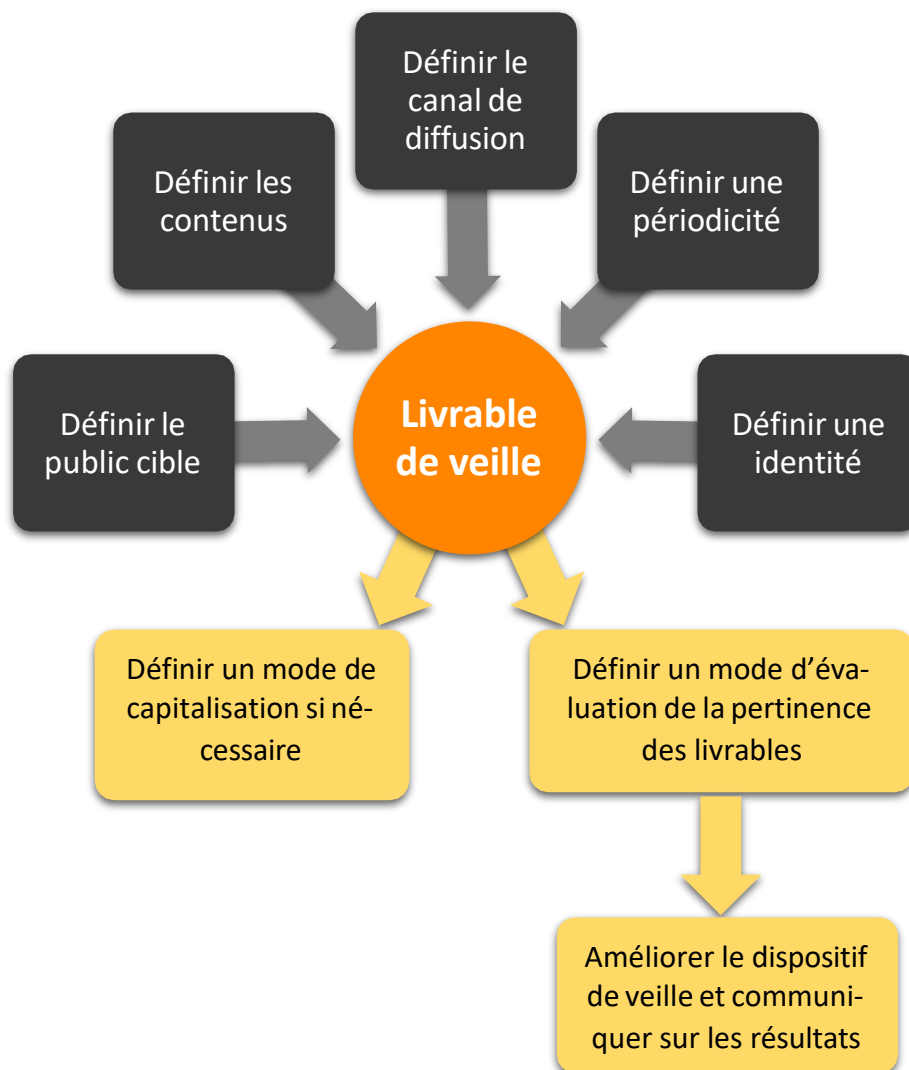 Définir le
canal de
diffusion
Définir les
contenus
Définir une
périodicité
Définir le
public cible
Livrable
de veille
Définir une
identité
Définir un mode de
capitalisation si né-
cessaire
Définir un mode d’éva-
luation de la pertinence
des livrables
Améliorer le dispositif
de veille et communi-
quer sur les résultats